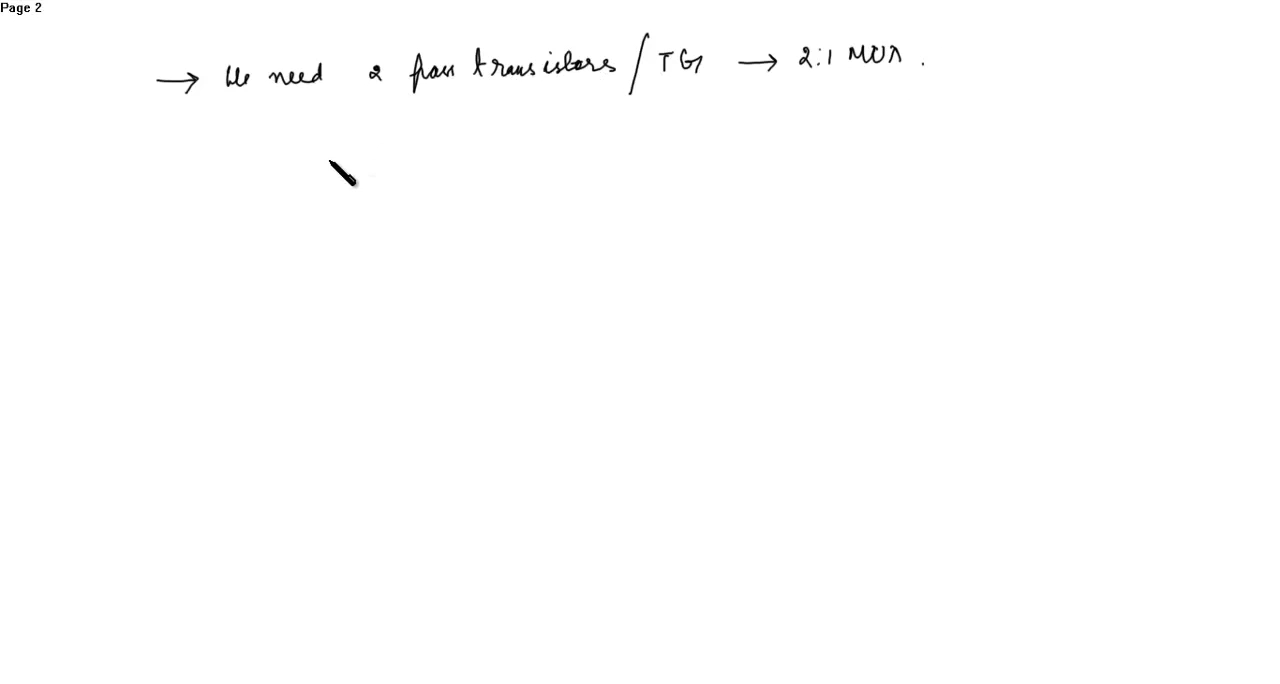 Page 2
→ We need 2 pass transistors / TG → 2:1 MUX .